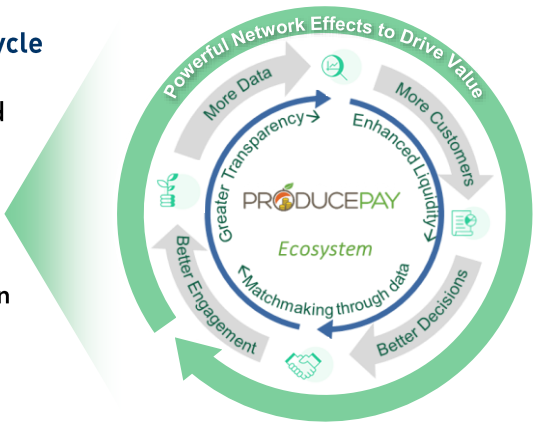 ycle
d
n
Powerful Network Effects to Drive Value
More Data
More Customers
Greater Transparency→
Enhanced Liquidity→
PRODUCEPAY
Ecosystem
←Matchmaking through data
Better Engagement
Better Decisions